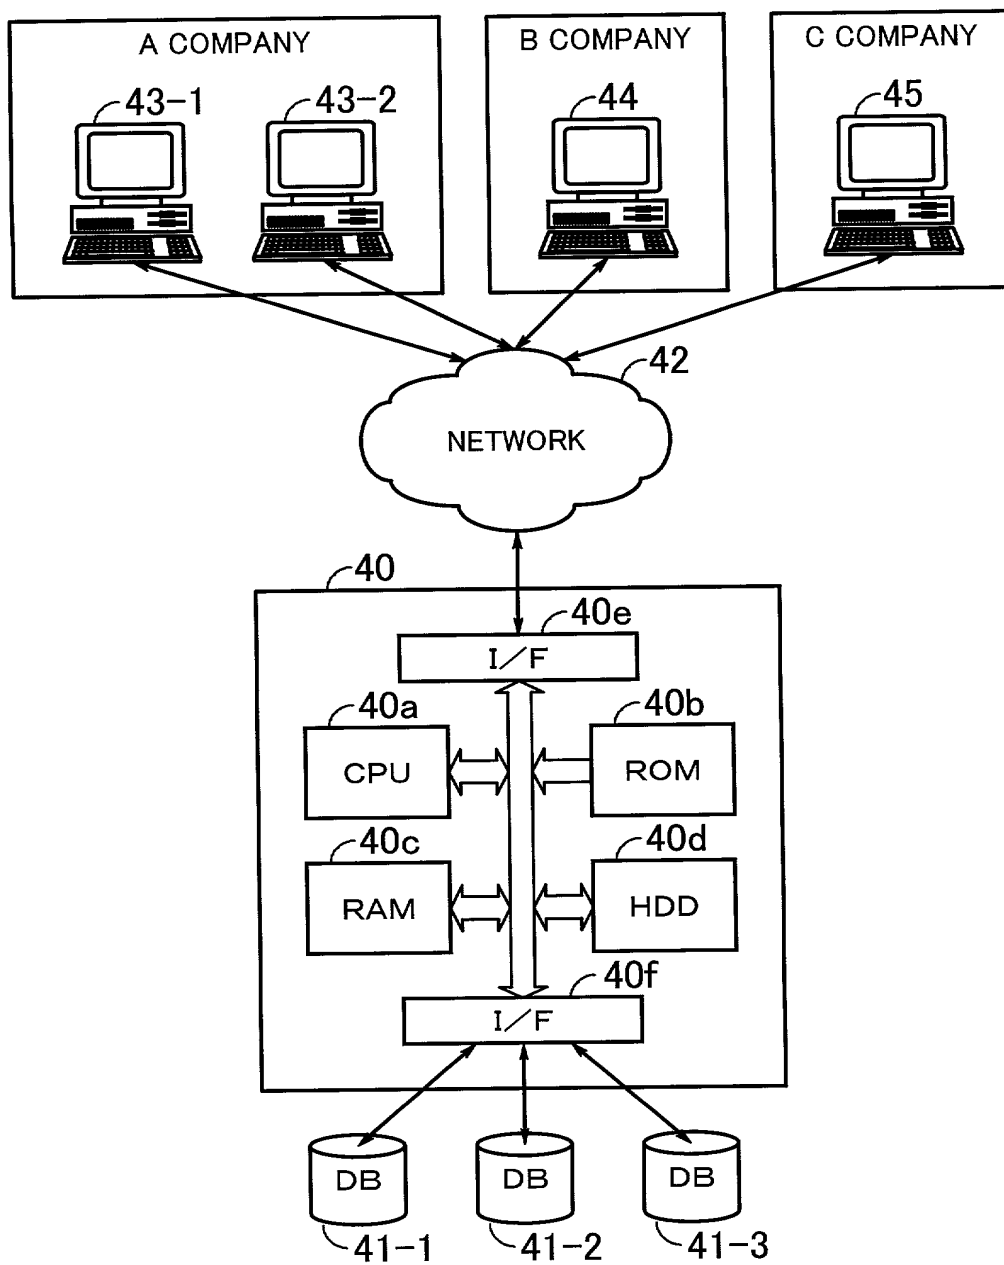 A COMPANY
B COMPANY
C COMPANY
43-1
43-2
44
45
42
NETWORK
40
40e
I/F
40a
40b
CPU
ROM
40c
40d
RAM
HDD
40f
I/F
DB
DB
DB
41-1
41-2
41-3